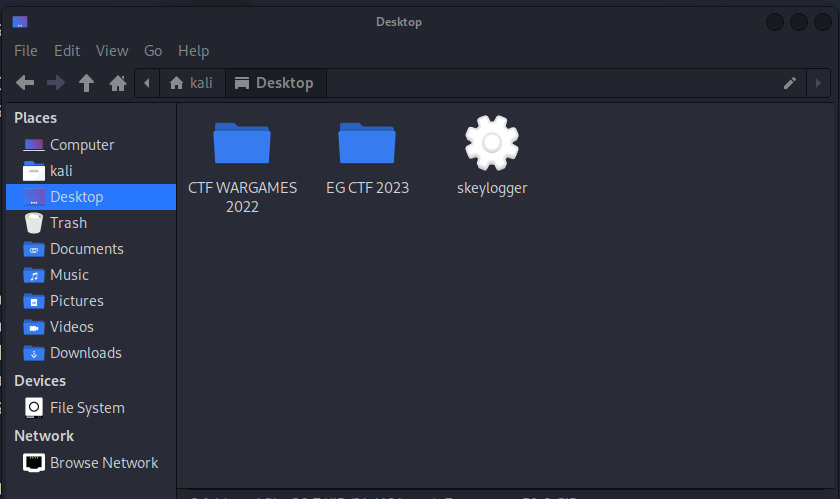 Desktop
File Edit View Go Help
kali Desktop
Places
Computer
kali
Desktop
Trash
Documents
Music
Pictures
Videos
Downloads
Devices
File System
Network
Browse Network
CTF WARGAMES
2022
EG CTF 2023
skeylogger